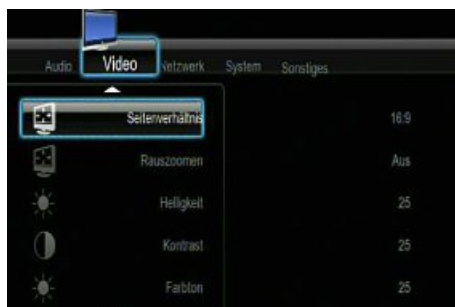 Audio Video Netzwerk System Sonstiges
Seitenverhältnis 16:9
Rauszoomen Aus
Helligkeit 25
Kontrast 25
Farbton 25